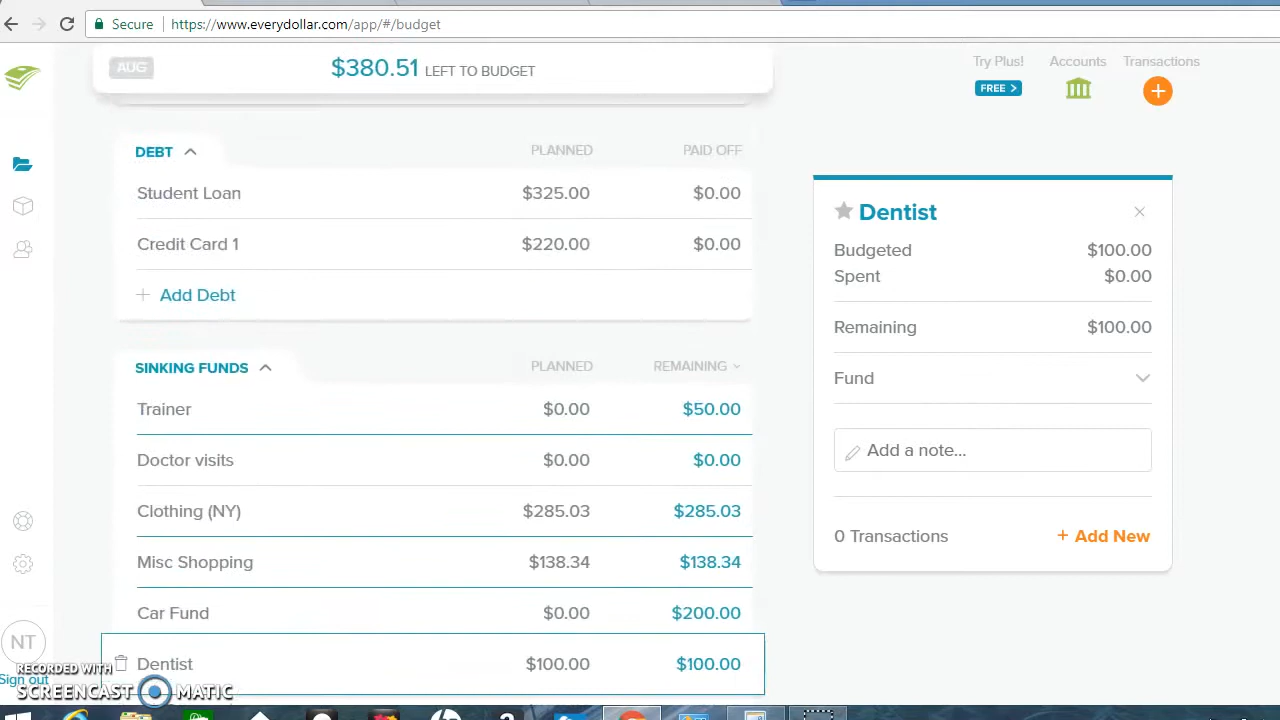 Secure https://www.everydollar.com/app/#/budget
AUG $380.51 LEFT TO BUDGET
Try Plus! Accounts Transactions
FREE >
DEBT PLANNED PAID OFF
Student Loan $325.00 $0.00
Credit Card 1 $220.00 $0.00
+ Add Debt
SINKING FUNDS PLANNED REMAINING
Trainer $0.00 $50.00
Doctor visits $0.00 $0.00
Clothing (NY) $285.03 $285.03
Misc Shopping $138.34 $138.34
Car Fund $0.00 $200.00
Dentist $100.00 $100.00
Dentist
Budgeted $100.00
Spent $0.00
Remaining $100.00
Fund
Add a note...
0 Transactions + Add New
NT
Sign out
RECORDED WITH
SCREENCAST MATIC